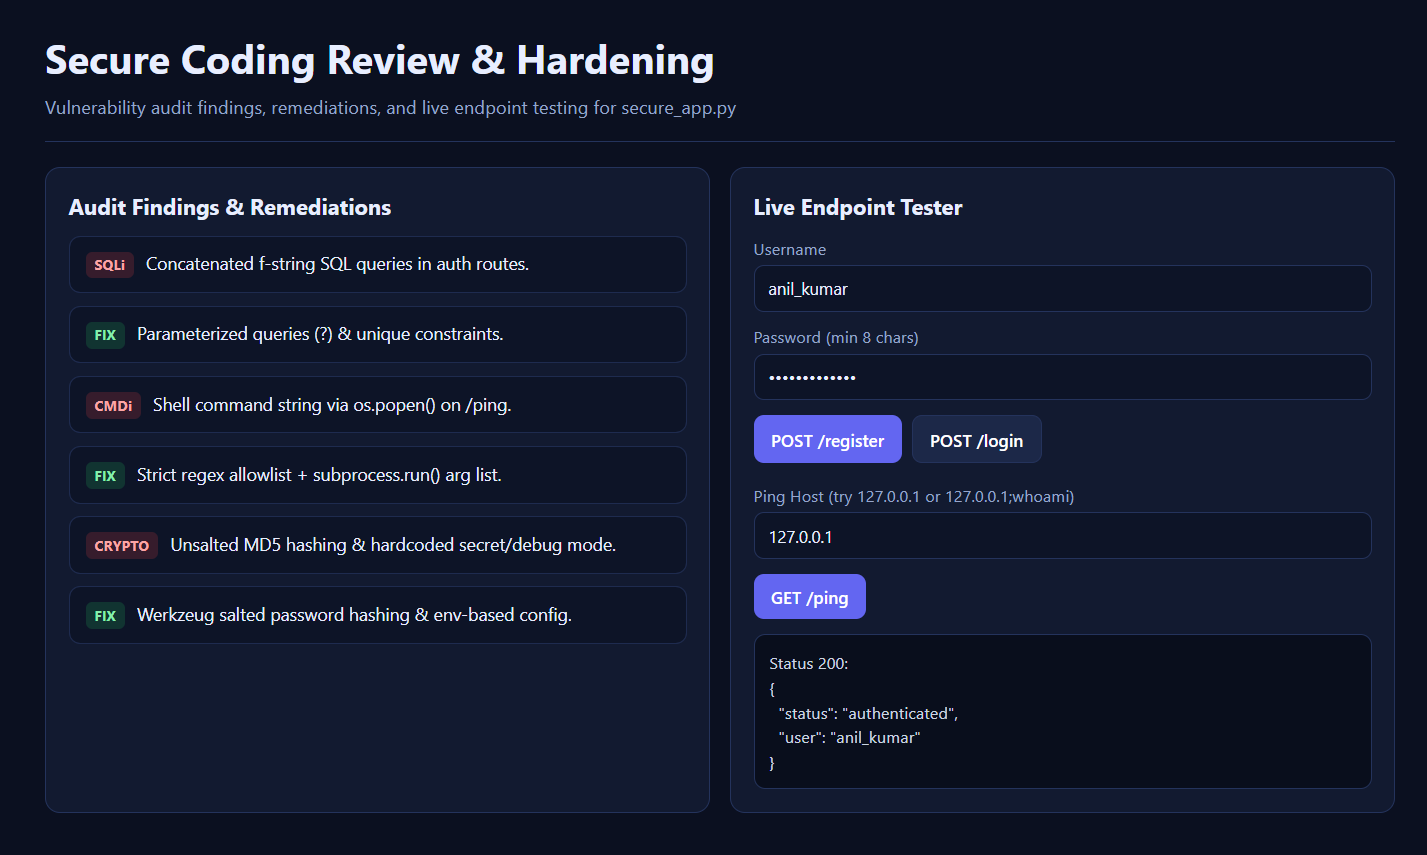 Secure Coding Review & Hardening
Vulnerability audit findings, remediations, and live endpoint testing for secure_app.py
Audit Findings & Remediations
SQLi Concatenated f-string SQL queries in auth routes.
FIX Parameterized queries (?) & unique constraints.
CMDi Shell command string via os.popen() on /ping.
FIX Strict regex allowlist + subprocess.run() arg list.
CRYPTO Unsalted MD5 hashing & hardcoded secret/debug mode.
FIX Werkzeug salted password hashing & env-based config.
Live Endpoint Tester
Username
anil_kumar
Password (min 8 chars)
•••••••••••••
POST /register POST /login
Ping Host (try 127.0.0.1 or 127.0.0.1;whoami)
127.0.0.1
GET /ping
Status 200:
{
  "status": "authenticated",
  "user": "anil_kumar"
}